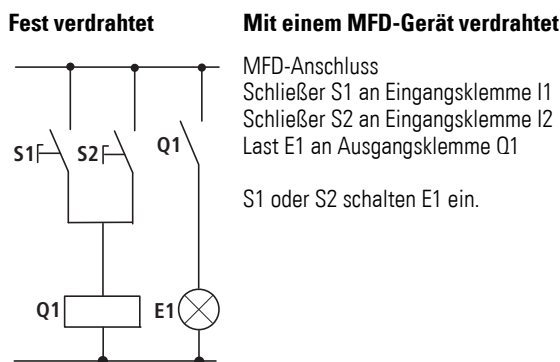 Fest verdrahtet
Mit einem MFD-Gerät verdrahtet
MFD-Anschluss
Schließer S1 an Eingangsklemme I1
Schließer S2 an Eingangsklemme I2
Last E1 an Ausgangsklemme Q1
S1 oder S2 schalten E1 ein.
S1
S2
Q1
Q1
E1